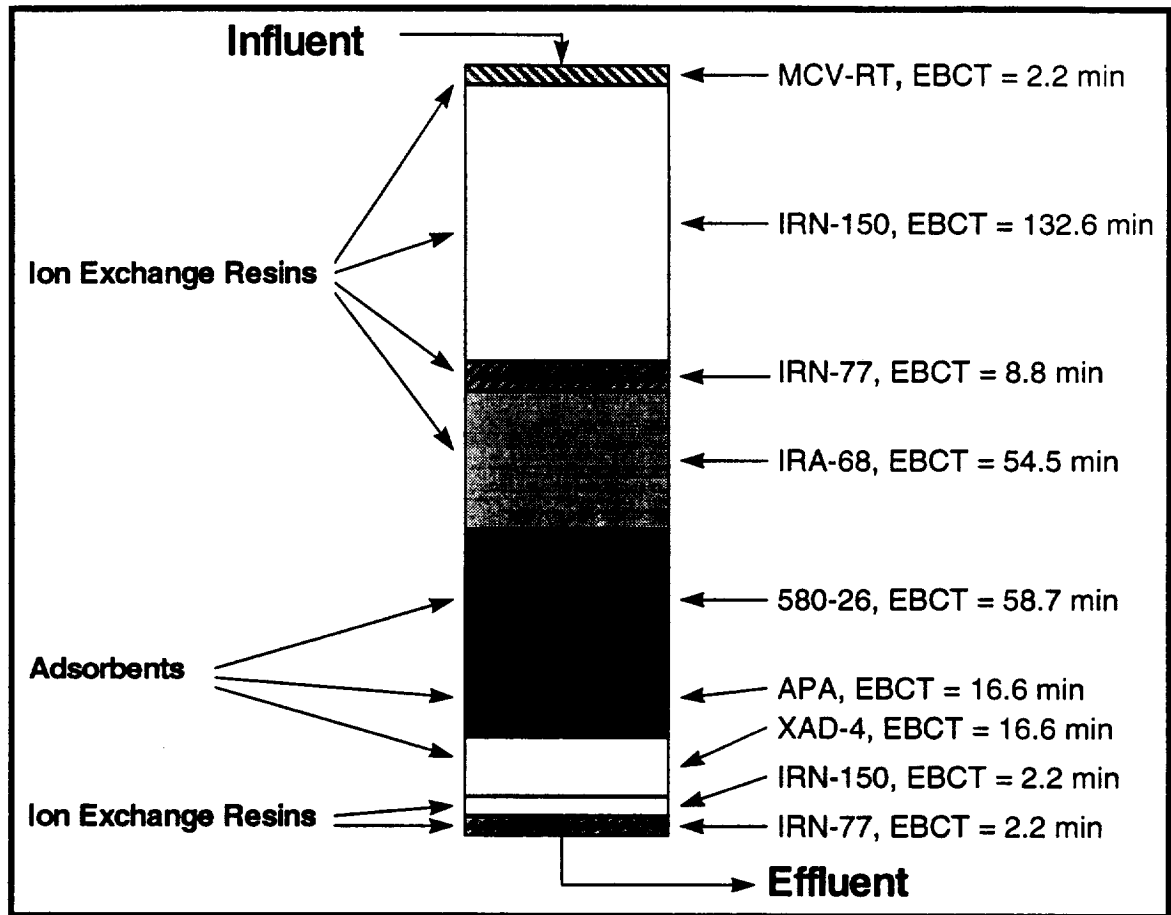 Influent
MCV-RT, EBCT = 2.2 min
IRN-150, EBCT = 132.6 min
Ion Exchange Resins
IRN-77, EBCT = 8.8 min
IRA-68, EBCT = 54.5 min
580-26, EBCT = 58.7 min
Adsorbents
APA, EBCT = 16.6 min
XAD-4, EBCT = 16.6 min
IRN-150, EBCT = 2.2 min
Ion Exchange Resins
IRN-77, EBCT = 2.2 min
Effluent